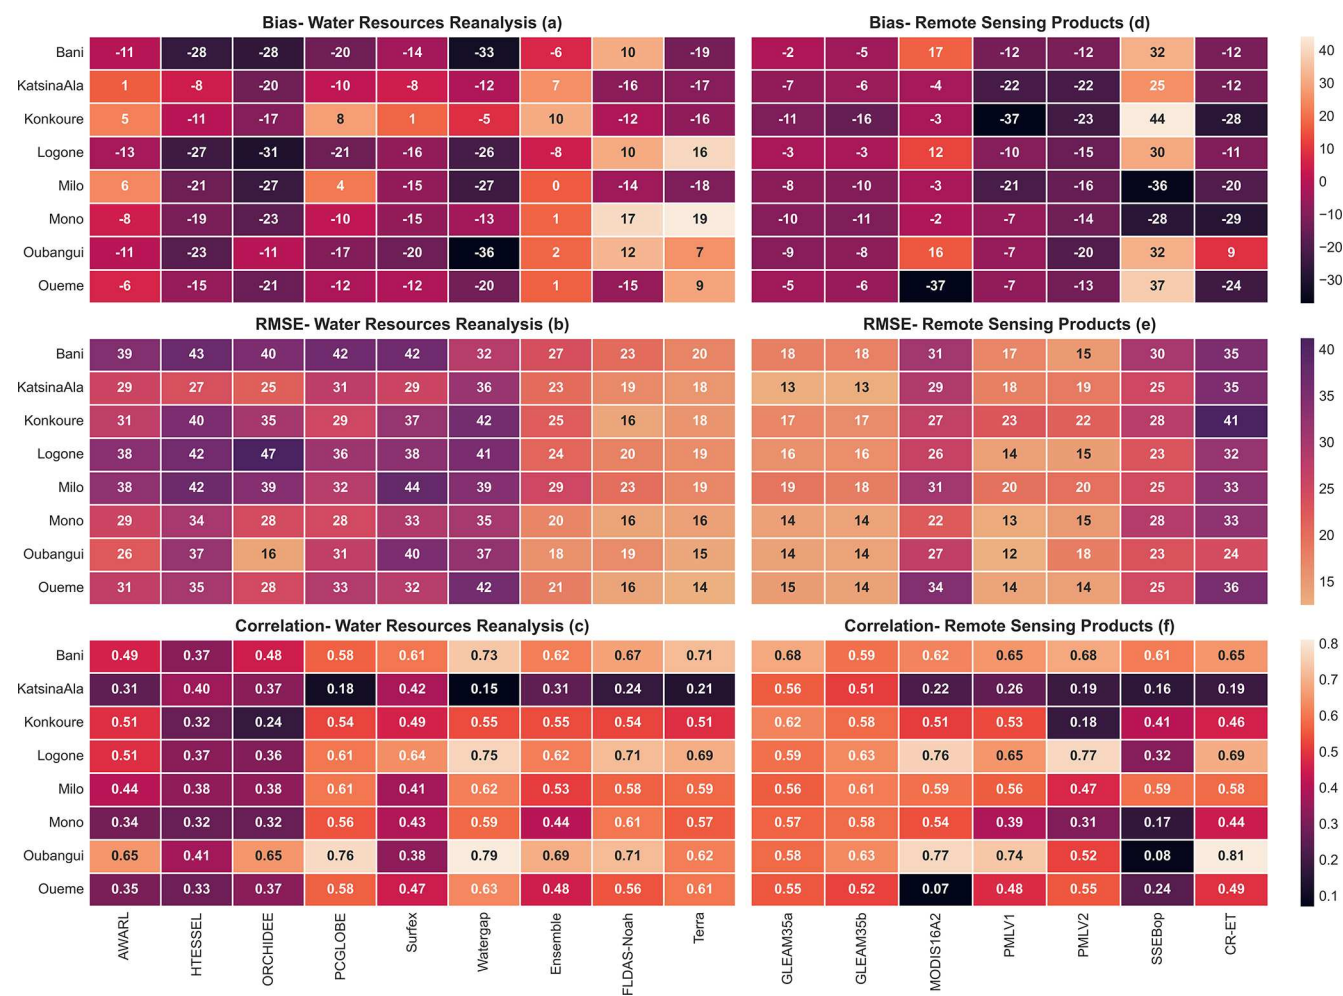 Bias- Water Resources Reanalysis (a)
Bani -11 -28 -28 -20 -14 -33 -6 10 -19
KatsinaAla 1 -8 -20 -10 -8 -12 7 -16 -17
Konkoure 5 -11 -17 8 1 -5 10 -12 -16
Logone -13 -27 -31 -21 -16 -26 -8 10 16
Milo 6 -21 -27 4 -15 -27 0 -14 -18
Mono -8 -19 -23 -10 -15 -13 1 17 19
Oubangui -11 -23 -11 -17 -20 -36 2 12 7
Oueme -6 -15 -21 -12 -12 -20 1 -15 9
Bias- Remote Sensing Products (d)
-2 -5 17 -12 -12 32 -12
-7 -6 -4 -22 -22 25 -12
-11 -16 -3 -37 -23 44 -28
-3 -3 12 -10 -15 30 -11
-8 -10 -3 -21 -16 -36 -20
-10 -11 -2 -7 -14 -28 -29
-9 -8 16 -7 -20 32 9
-5 -6 -37 -7 -13 37 -24
40
30
20
10
0
−10
−20
−30
RMSE- Water Resources Reanalysis (b)
Bani 39 43 40 42 42 32 27 23 20
KatsinaAla 29 27 25 31 29 36 23 19 18
Konkoure 31 40 35 29 37 42 25 16 18
Logone 38 42 47 36 38 41 24 20 19
Milo 38 42 39 32 44 39 29 23 19
Mono 29 34 28 28 33 35 20 16 16
Oubangui 26 37 16 31 40 37 18 19 15
Oueme 31 35 28 33 32 42 21 16 14
RMSE- Remote Sensing Products (e)
18 18 31 17 15 30 35
13 13 29 18 19 25 35
17 17 27 23 22 28 41
16 16 26 14 15 23 32
19 18 31 20 20 25 33
14 14 22 13 15 28 33
14 14 27 12 18 23 24
15 14 34 14 14 25 36
40
35
30
25
20
15
Correlation- Water Resources Reanalysis (c)
Bani 0.49 0.37 0.48 0.58 0.61 0.73 0.62 0.67 0.71
KatsinaAla 0.31 0.40 0.37 0.18 0.42 0.15 0.31 0.24 0.21
Konkoure 0.51 0.32 0.24 0.54 0.49 0.55 0.55 0.54 0.51
Logone 0.51 0.37 0.36 0.61 0.64 0.75 0.62 0.71 0.69
Milo 0.44 0.38 0.38 0.61 0.41 0.62 0.53 0.58 0.59
Mono 0.34 0.32 0.32 0.56 0.43 0.59 0.44 0.61 0.57
Oubangui 0.65 0.41 0.65 0.76 0.38 0.79 0.69 0.71 0.62
Oueme 0.35 0.33 0.37 0.58 0.47 0.63 0.48 0.56 0.61
AWARL
HTESSEL
ORCHIDEE
PCGLOBE
Surfex
Watergap
Ensemble
FLDAS-Noah
Terra
Correlation- Remote Sensing Products (f)
0.68 0.59 0.62 0.65 0.68 0.61 0.65
0.56 0.51 0.22 0.26 0.19 0.16 0.19
0.62 0.58 0.51 0.53 0.18 0.41 0.46
0.59 0.63 0.76 0.65 0.77 0.32 0.69
0.56 0.61 0.59 0.56 0.47 0.59 0.58
0.57 0.58 0.54 0.39 0.31 0.17 0.44
0.58 0.63 0.77 0.74 0.52 0.08 0.81
0.55 0.52 0.07 0.48 0.55 0.24 0.49
GLEAM35a
GLEAM35b
MODIS16A2
PMLV1
PMLV2
SSEBop
CR-ET
0.8
0.7
0.6
0.5
0.4
0.3
0.2
0.1